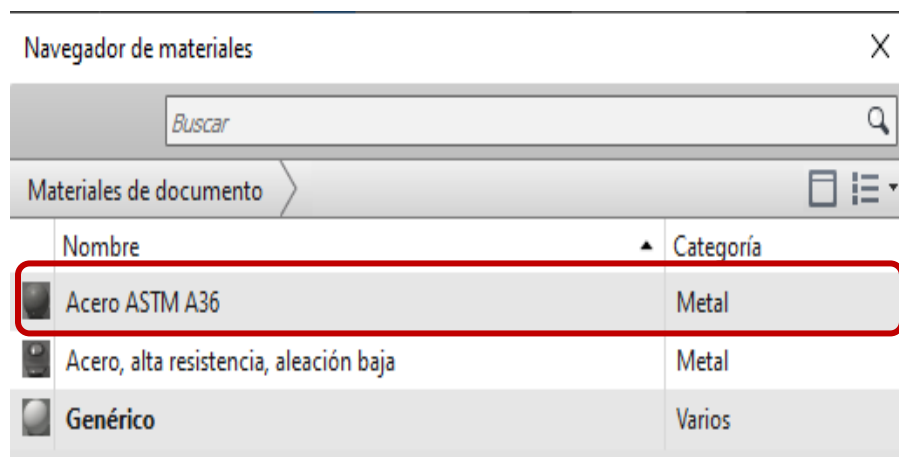 Navegador de materiales
Buscar
Materiales de documento
Nombre Categoría
Acero ASTM A36 Metal
Acero, alta resistencia, aleación baja Metal
Genérico Varios